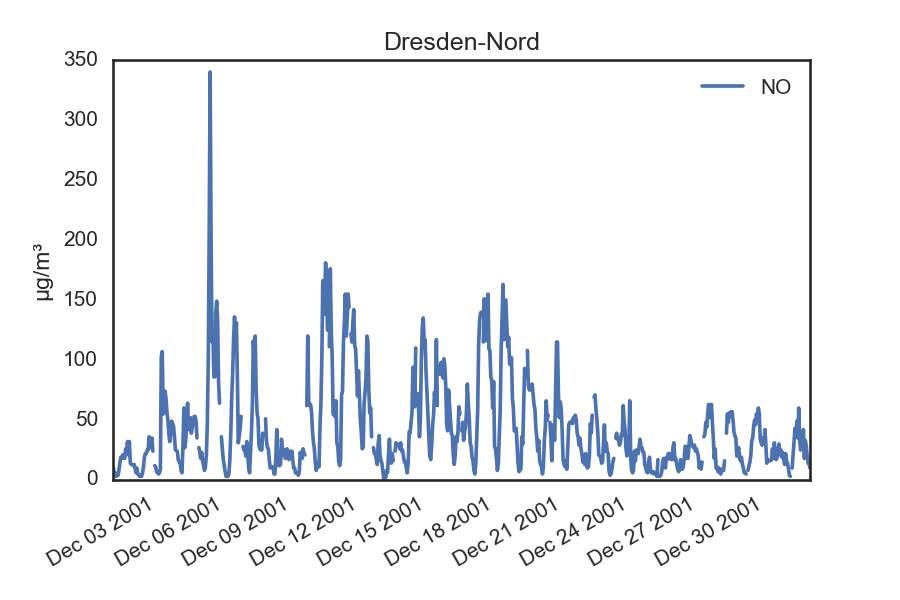 Dresden-Nord
NO
µg/m³
350
300
250
200
150
100
50
0
Dec 03 2001
Dec 06 2001
Dec 09 2001
Dec 12 2001
Dec 15 2001
Dec 18 2001
Dec 21 2001
Dec 24 2001
Dec 27 2001
Dec 30 2001